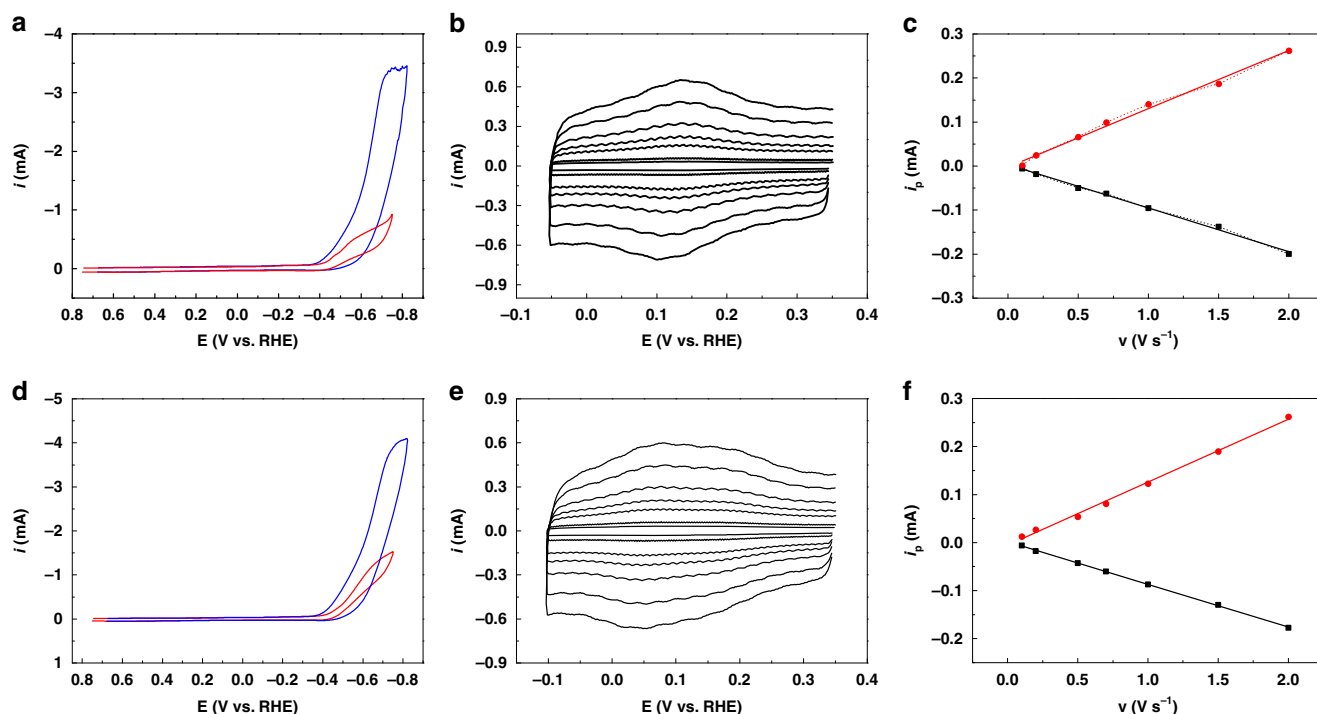 a
−4
−3
−2
−1
0
i (mA)
0.8 0.6 0.4 0.2 0.0 −0.2 −0.4 −0.6 −0.8
E (V vs. RHE)
b
0.9
0.6
0.3
0.0
−0.3
−0.6
−0.9
i (mA)
−0.1 0.0 0.1 0.2 0.3 0.4
E (V vs. RHE)
c
0.3
0.2
0.1
0.0
−0.1
−0.2
−0.3
ip (mA)
0.0 0.5 1.0 1.5 2.0
v (V s⁻¹)
d
−5
−4
−3
−2
−1
0
1
i (mA)
0.8 0.6 0.4 0.2 0.0 −0.2 −0.4 −0.6 −0.8
E (V vs. RHE)
e
0.9
0.6
0.3
0.0
−0.3
−0.6
−0.9
i (mA)
−0.1 0.0 0.1 0.2 0.3 0.4
E (V vs. RHE)
f
0.3
0.2
0.1
0.0
−0.1
−0.2
ip (mA)
0.0 0.5 1.0 1.5 2.0
v (V s⁻¹)